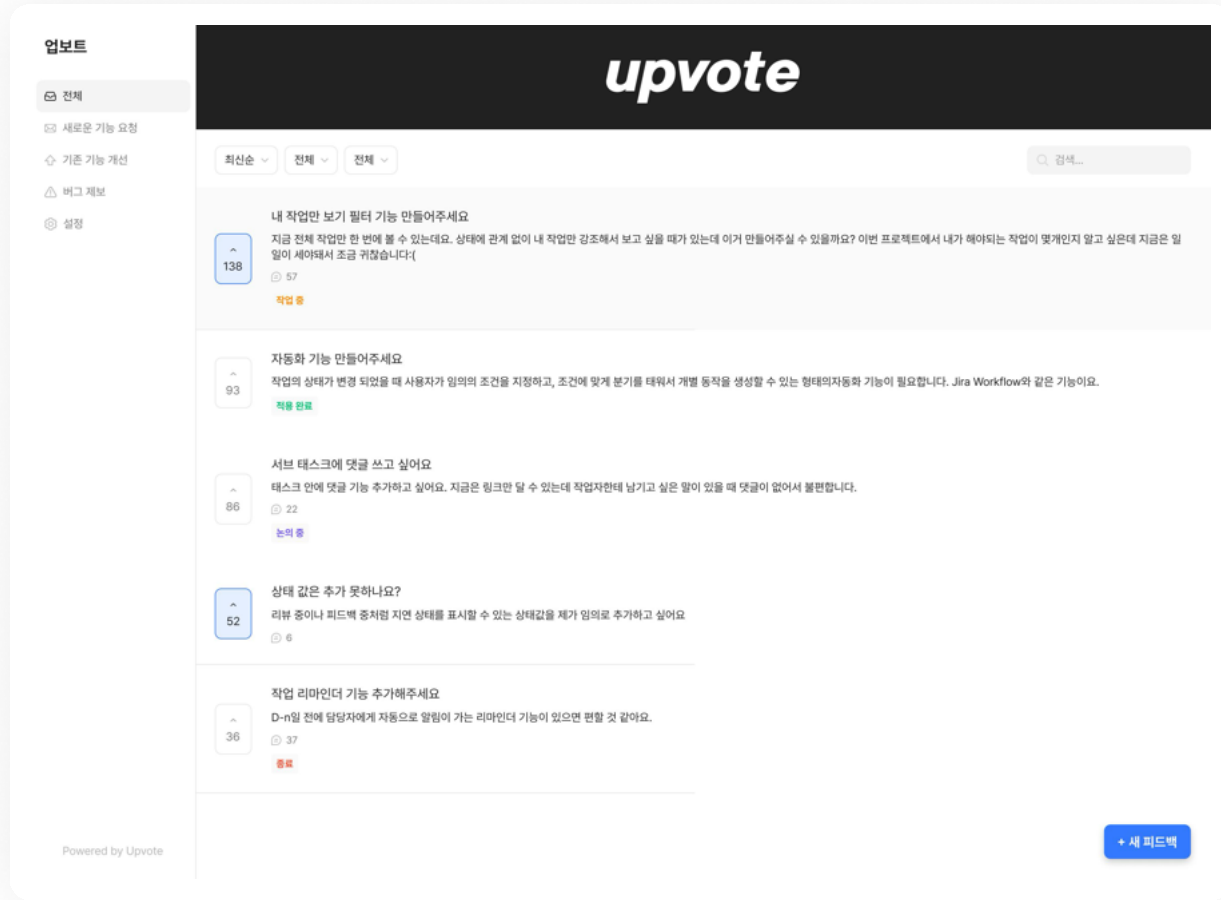 업보트
전체
새로운 기능 요청
기존 기능 개선
버그 제보
설정
Powered by Upvote
upvote
최신순
전체
전체
검색...
내 작업만 보기 필터 기능 만들어주세요
지금 전체 작업만 한 번에 볼 수 있는데요. 상태에 관계 없이 내 작업만 강조해서 보고 싶을 때가 있는데 이거 만들어주실 수 있을까요? 이번 프로젝트에서 내가 해야되는 작업이 몇개인지 알고 싶은데 지금은 일
일이 세야돼서 조금 귀찮습니다:(
138
57
작업 중
자동화 기능 만들어주세요
작업의 상태가 변경 되었을 때 사용자가 임의의 조건을 지정하고, 조건에 맞게 분기를 태워서 개별 동작을 생성할 수 있는 형태의자동화 기능이 필요합니다. Jira Workflow와 같은 기능이요.
93
적용 완료
서브 태스크에 댓글 쓰고 싶어요
태스크 안에 댓글 기능 추가하고 싶어요. 지금은 링크만 달 수 있는데 작업자한테 남기고 싶은 말이 있을 때 댓글이 없어서 불편합니다.
86
22
논의 중
상태 값은 추가 못하나요?
리뷰 중이나 피드백 중처럼 지연 상태를 표시할 수 있는 상태값을 제가 임의로 추가하고 싶어요
52
6
작업 리마인더 기능 추가해주세요
D-n일 전에 담당자에게 자동으로 알림이 가는 리마인더 기능이 있으면 편할 것 같아요.
36
37
종료
+ 새 피드백